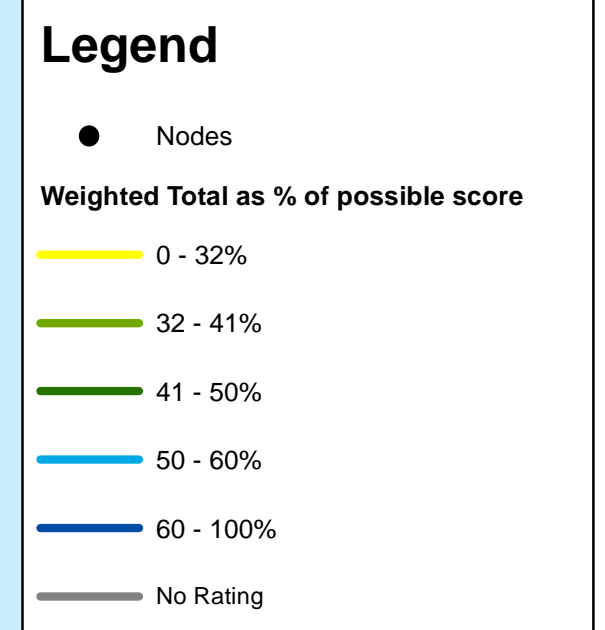 Legend
Nodes
Weighted Total as % of possible score
0 - 32%
32 - 41%
41 - 50%
50 - 60%
60 - 100%
No Rating